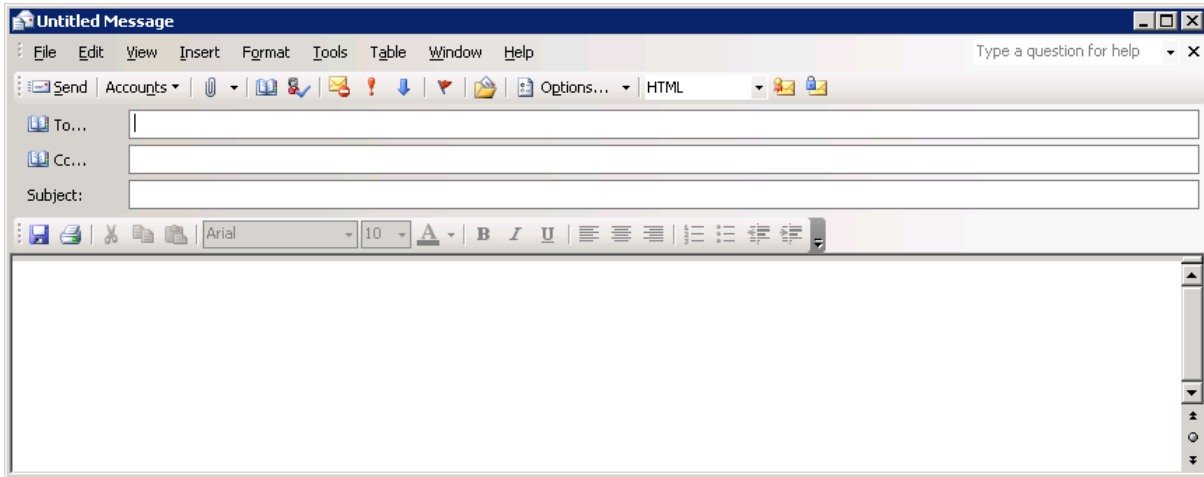 Untitled Message
File Edit View Insert Format Tools Table Window Help Type a question for help
Send Accounts Options... HTML
To...
Cc...
Subject:
Arial 10 A B I U